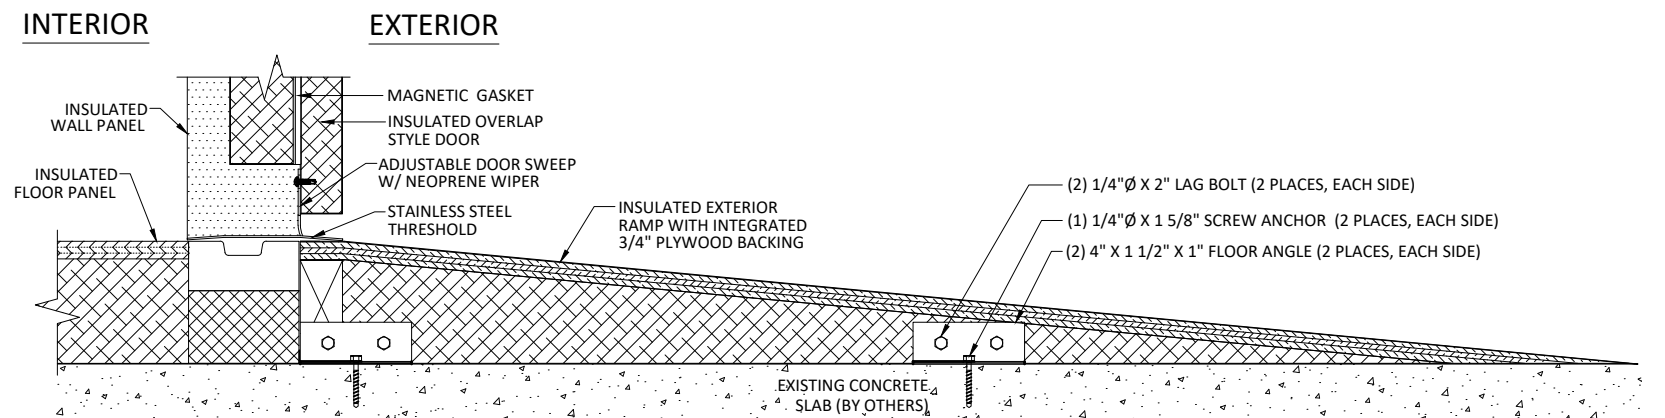 INTERIOR
EXTERIOR
INSULATED
WALL PANEL
INSULATED
FLOOR PANEL
MAGNETIC GASKET
INSULATED OVERLAP
STYLE DOOR
ADJUSTABLE DOOR SWEEP
W/ NEOPRENE WIPER
STAINLESS STEEL
THRESHOLD
INSULATED EXTERIOR
RAMP WITH INTEGRATED
3/4" PLYWOOD BACKING
(2) 1/4"Ø X 2" LAG BOLT (2 PLACES, EACH SIDE)
(1) 1/4"Ø X 1 5/8" SCREW ANCHOR (2 PLACES, EACH SIDE)
(2) 4" X 1 1/2" X 1" FLOOR ANGLE (2 PLACES, EACH SIDE)
EXISTING CONCRETE
SLAB (BY OTHERS)